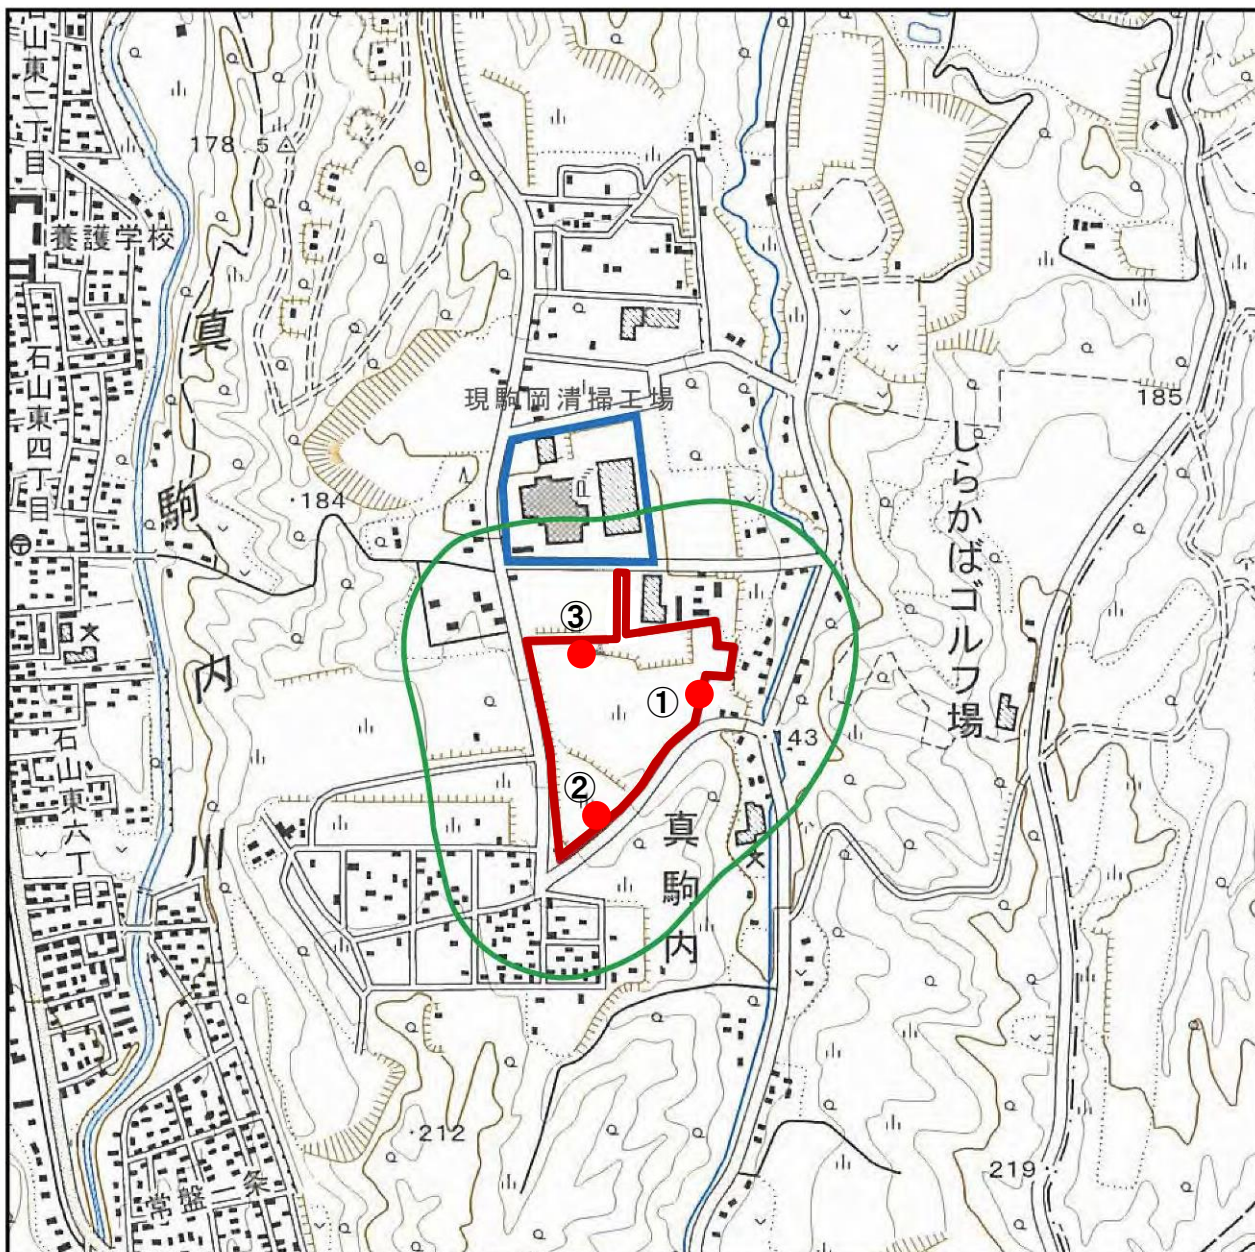 山東二丁目
178.5
養護学校
真駒内川
石山東四丁目
現駒岡清掃工場
185
184
しらかばゴルフ場
③
①
43
②
真駒内
石山東六丁目
212
219
常盤
条